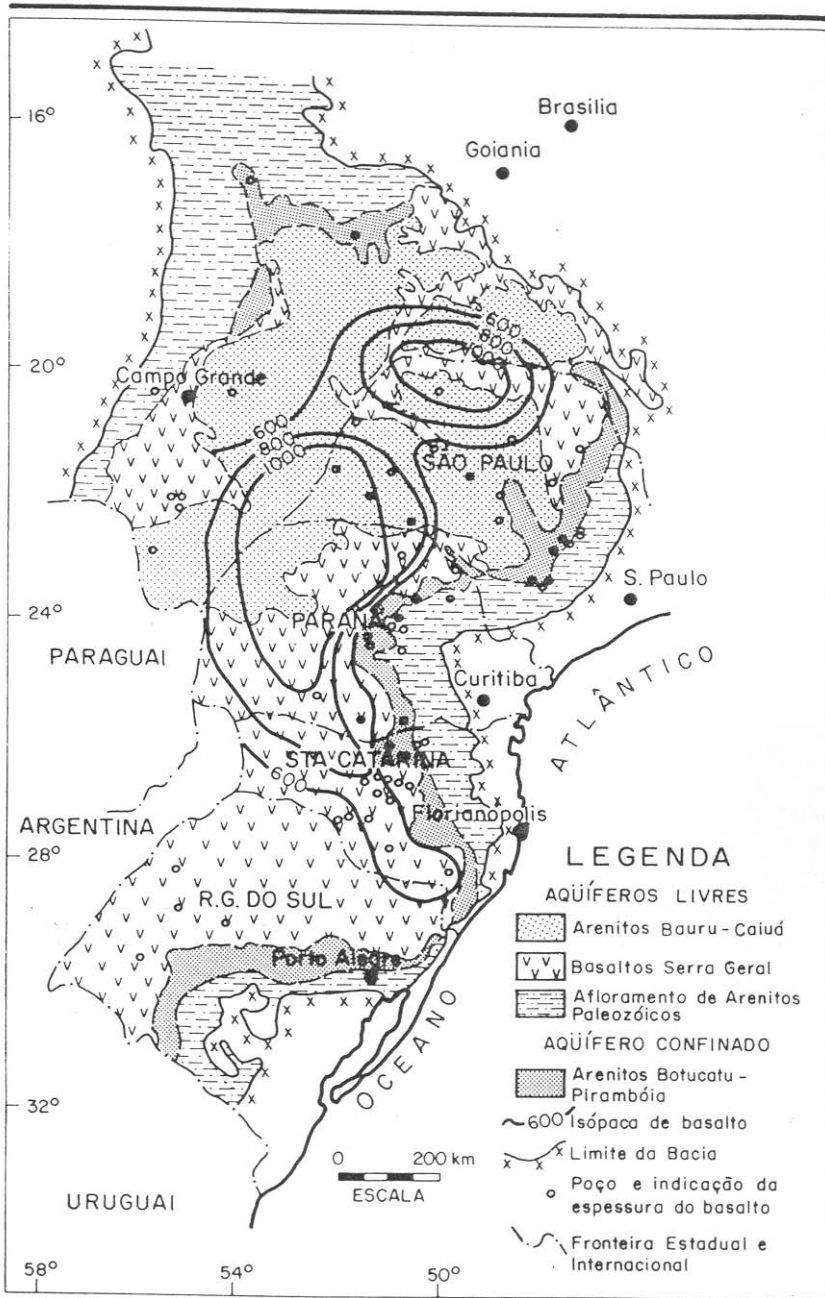 Brasilia
16°
Goiania
600
800
20°
Campo Grande
600
800
1000
SÃO PAULO
S. Paulo
24°
PARANÁ
PARAGUAI
Curitiba
ATLÂNTICO
STA CATARINA
600
Florianopolis
ARGENTINA
28°
R.G. DO SUL
Porto Alegre
OCEANO
32°
URUGUAI
0 200 km
ESCALA
58° 54° 50°
LEGENDA
AQÜÍFEROS LIVRES
Arenitos Bauru - Caiuá
Basaltos Serra Geral
Afloramento de Arenitos
Paleozóicos
AQÜÍFERO CONFINADO
Arenitos Botucatu -
Pirambóia
600 Isópaca de basalto
Limite da Bacia
Poço e indicação da
espessura do basalto
Fronteira Estadual e
Internacional